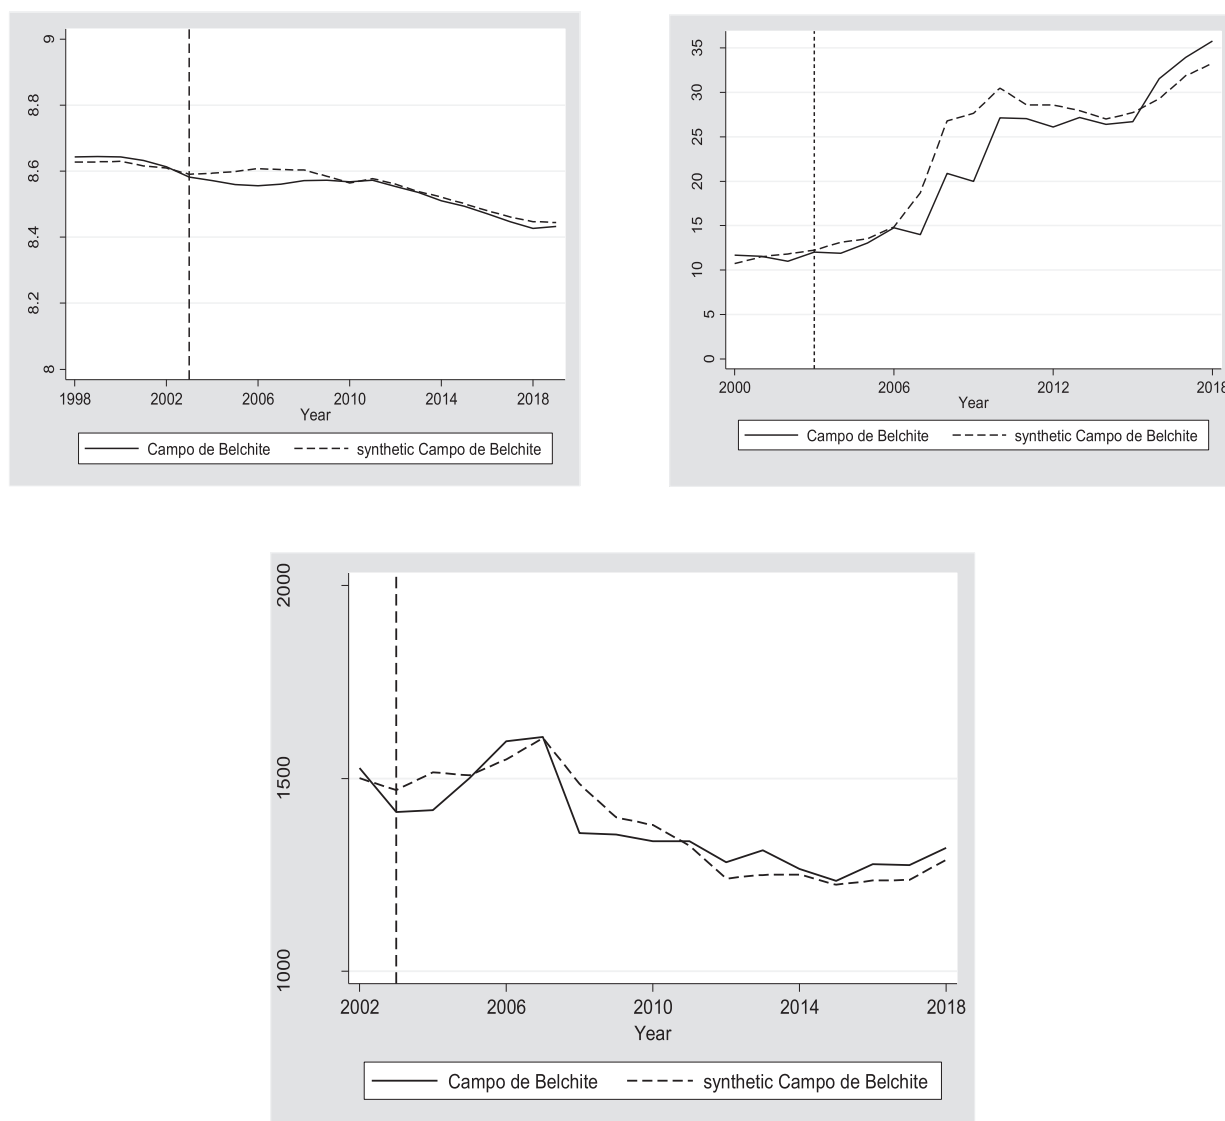 9
8.8
8.6
8.4
8.2
8
1998 2002 2006 2010 2014 2018
Year
Campo de Belchite synthetic Campo de Belchite
35
30
25
20
15
10
5
0
2000 2006 2012 2018
Year
Campo de Belchite synthetic Campo de Belchite
2000
1500
1000
2002 2006 2010 2014 2018
Year
Campo de Belchite synthetic Campo de Belchite